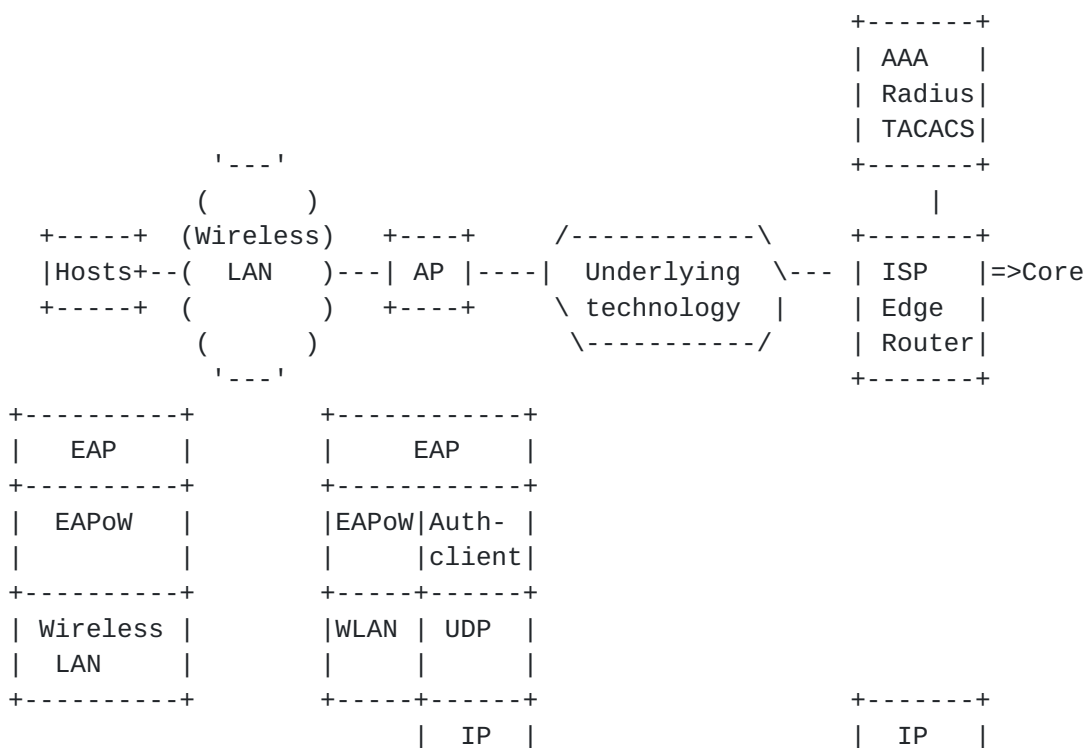 +-------+
                                                    | AAA   |
                                                    | Radius|
                                                    | TACACS|
             '---'                                  +-------+
            (      )                                     |
  +-----+  (Wireless)   +----+     /------------\   +-------+
  |Hosts+--(  LAN   )---| AP |----|  Underlying  \--- | ISP   |=>Core
  +-----+  (        )   +----+     \ technology  |  | Edge  |
            (      )                \-----------/   | Router|
             '---'                                  +-------+
+----------+        +------------+
|   EAP    |        |     EAP    |
+----------+        +------------+
|  EAPoW   |        |EAPoW|Auth- |
|          |        |     |client|
+----------+        +-----+------+
| Wireless |        |WLAN | UDP  |
|  LAN     |        |     |      |
+----------+        +-----+------+                  +-------+
                          |  IP  |                  |  IP   |